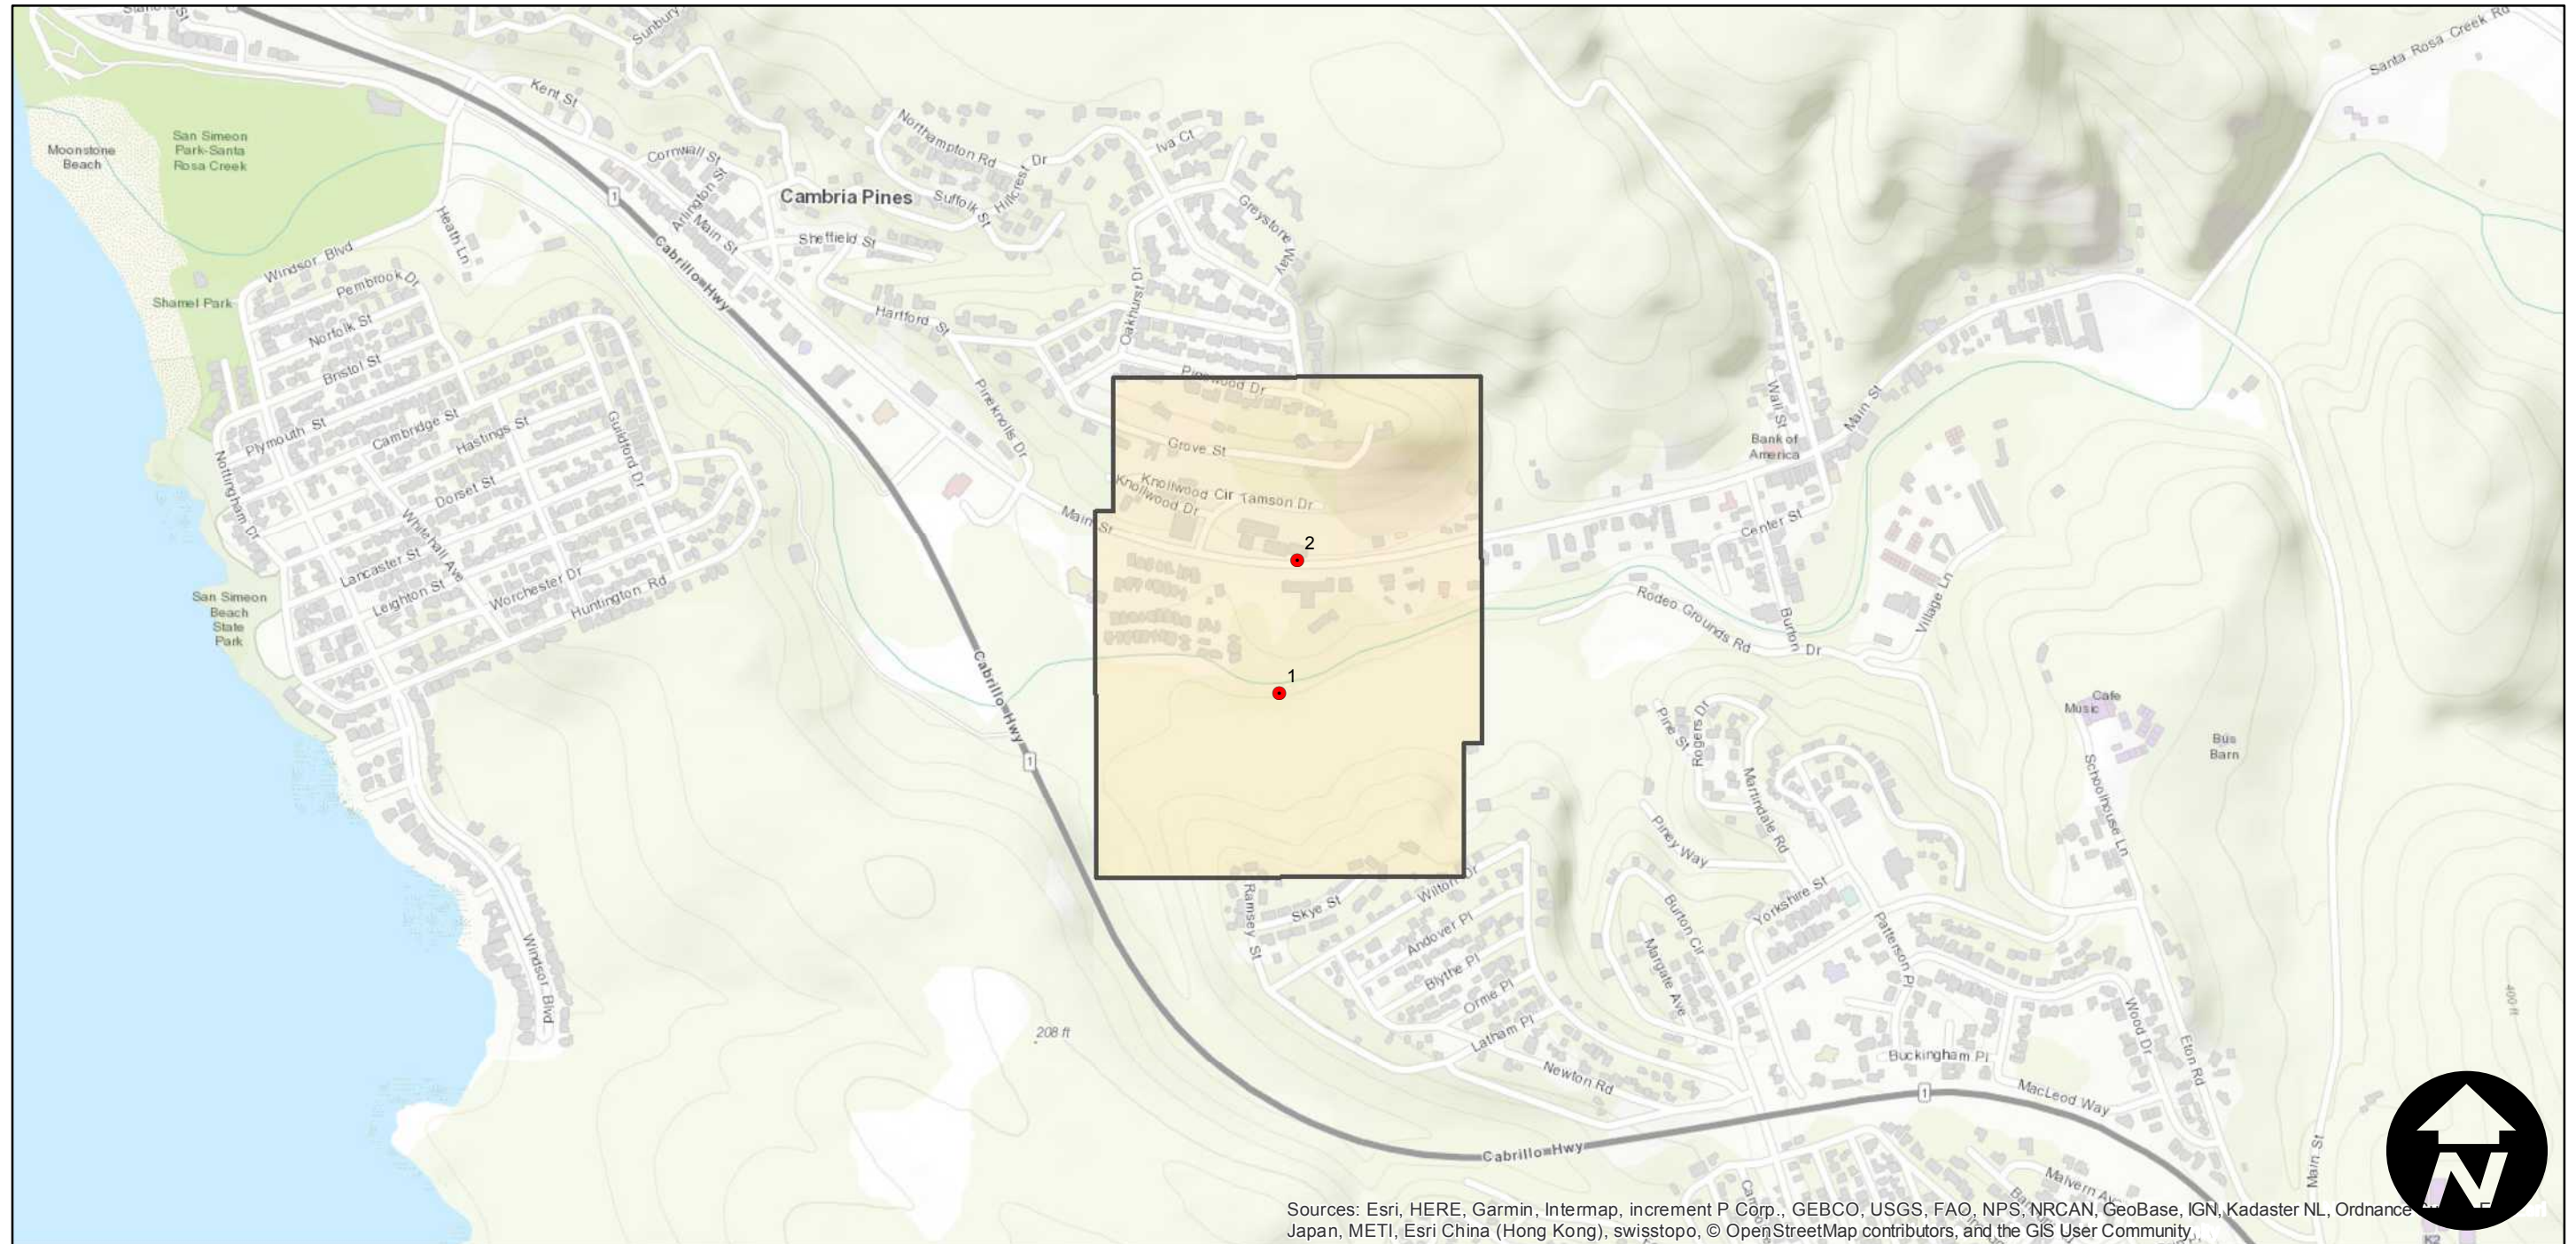 Sunbury
Santa Rosa Creek Rd
Kent St
San Simeon
Park-Santa
Rosa Creek
Moonstone
Beach
Northampton Rd
Iva Ct
Cornwall St
Hillcrest Dr
Arlington St
Cambria Pines
Suffolk St
1
Main St
Greystone Way
Heath Ln
Sheffield St
Cabrillo Hwy
Windsor Blvd
Pembrook Dr
Shamel Park
Oakhurst Dr
Hartford St
Norfolk St
Bristol St
Pinewood Dr
Pineknolls Dr
Wall St
Main St
Plymouth St
Cambridge St
Hastings St
Guildford Dr
Grove St
Bank of
America
Nottingham Dr
Dorset St
Knollwood Cir
Tamson Dr
Knollwood Dr
Main St
Whitehall Ave
Center St
2
Lancaster St
Leighton St
Worchester Dr
Huntington Rd
San Simeon
Beach
State
Park
Rodeo Grounds Rd
Burton Dr
Village Ln
Cabrillo Hwy
1
Pine St
Rogers Dr
Cafe
Music
Bus
Barn
1
Martindale Rd
Schoolhouse Ln
Piney Way
Ramsey St
Skye St
Wilton Dr
Yorkshire St
Burton Cir
Andover Pl
Patterson Pl
Windsor Blvd
Blythe Pl
Margate Ave
Orme Pl
400 ft
Wood Dr
208 ft
Latham Pl
Eton Rd
Buckingham Pl
Newton Rd
MacLeod Way
1
Cabrillo Hwy
Main St
Malvern Av
N
Sources: Esri, HERE, Garmin, Intermap, increment P Corp., GEBCO, USGS, FAO, NPS, NRCAN, GeoBase, IGN, Kadaster NL, Ordnance
Japan, METI, Esri China (Hong Kong), swisstopo, © OpenStreetMap contributors, and the GIS User Community
K2